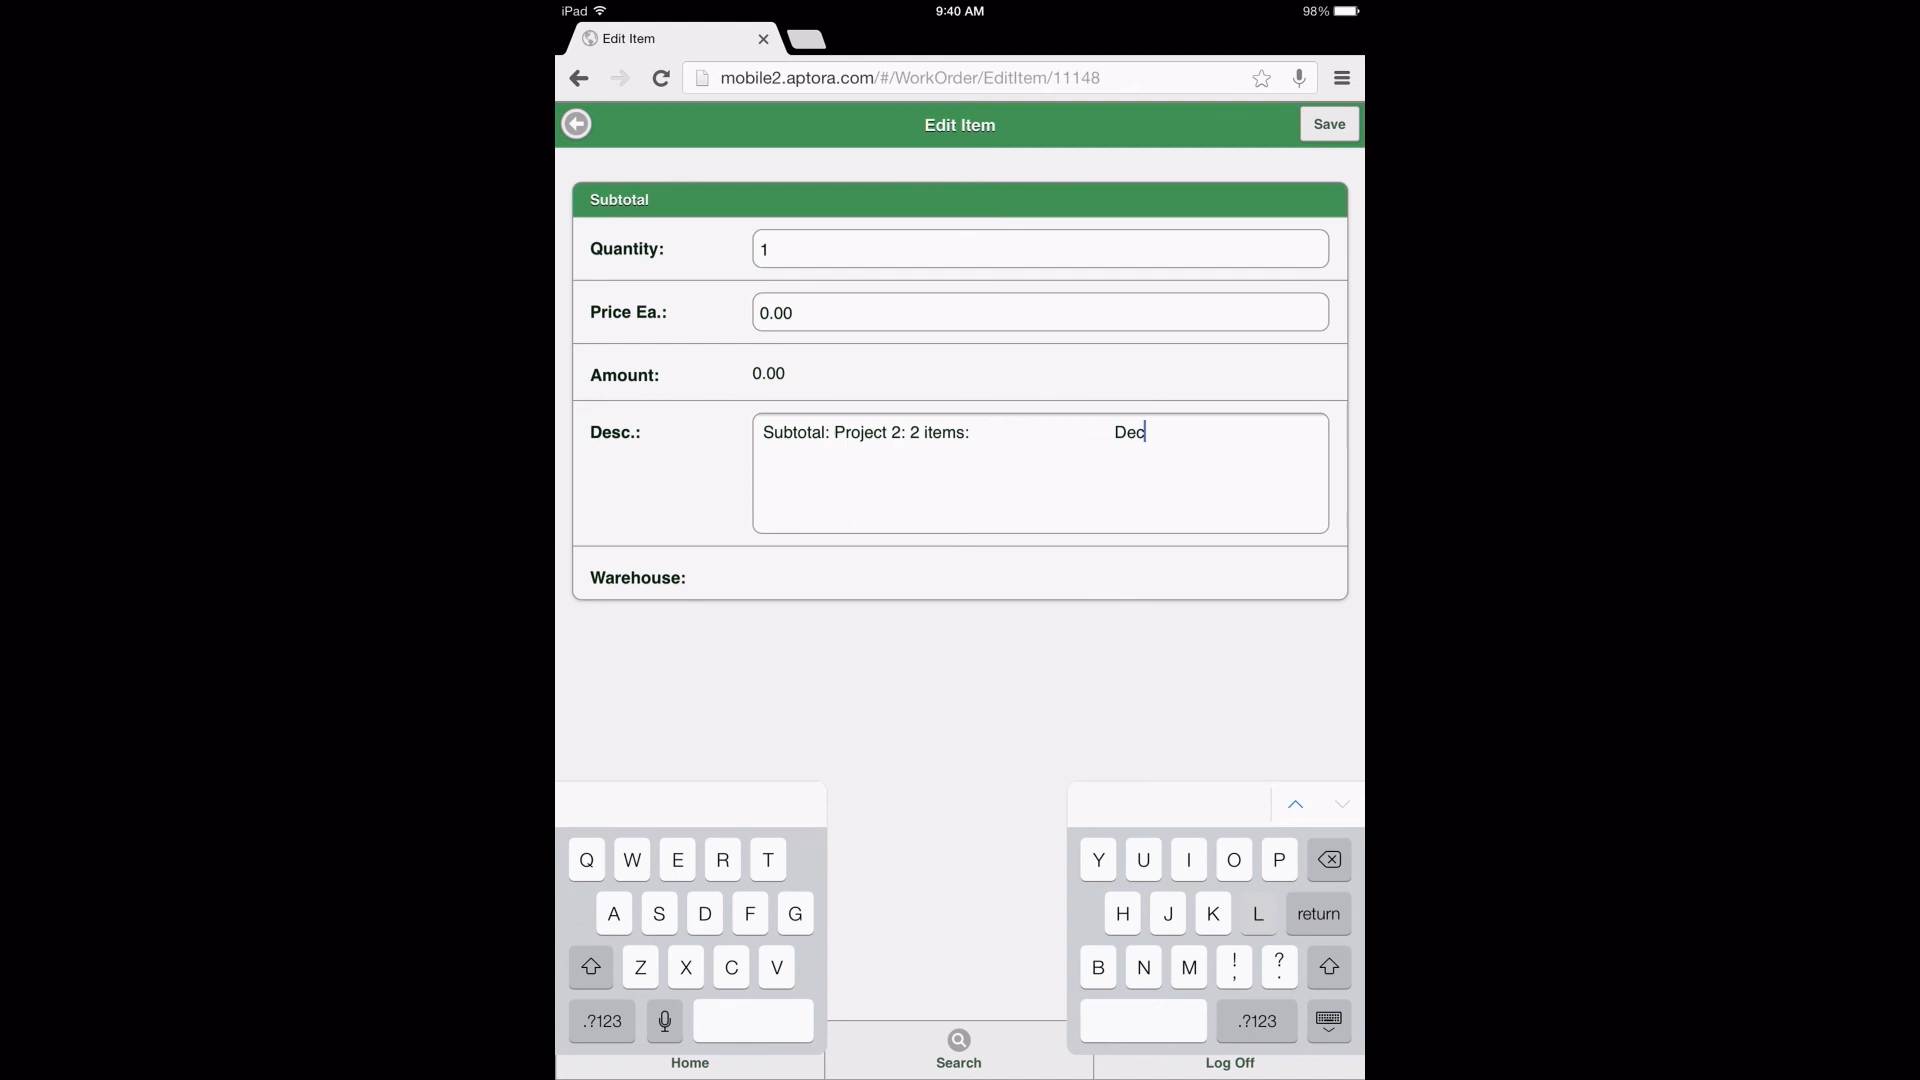 iPad 9:40 AM 98%
Edit Item
mobile2.aptora.com/#/WorkOrder/EditItem/11148
Edit Item Save
Subtotal
Quantity: 1
Price Ea.: 0.00
Amount: 0.00
Desc.: Subtotal: Project 2: 2 items: Dec
Warehouse:
Q W E R T Y U I O P
A S D F G H J K L return
Z X C V B N M ! , ? .
.?123 .?123
Home Search Log Off